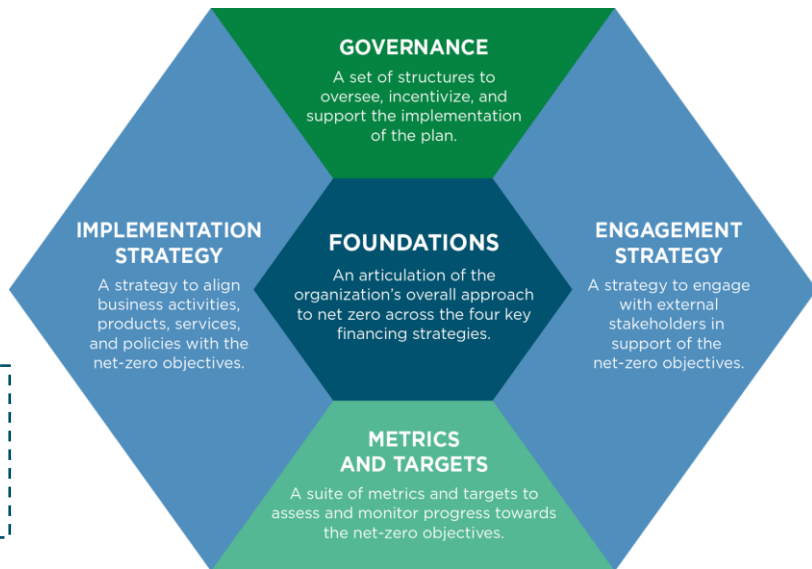 GOVERNANCE
A set of structures to
oversee, incentivize, and
support the implementation
of the plan.
IMPLEMENTATION
STRATEGY
A strategy to align
business activities,
products, services,
and policies with the
net-zero objectives.
FOUNDATIONS
An articulation of the
organization's overall approach
to net zero across the four key
financing strategies.
ENGAGEMENT
STRATEGY
A strategy to engage
with external
stakeholders in
support of the
net-zero objectives.
METRICS
AND TARGETS
A suite of metrics and targets to
assess and monitor progress towards
the net-zero objectives.